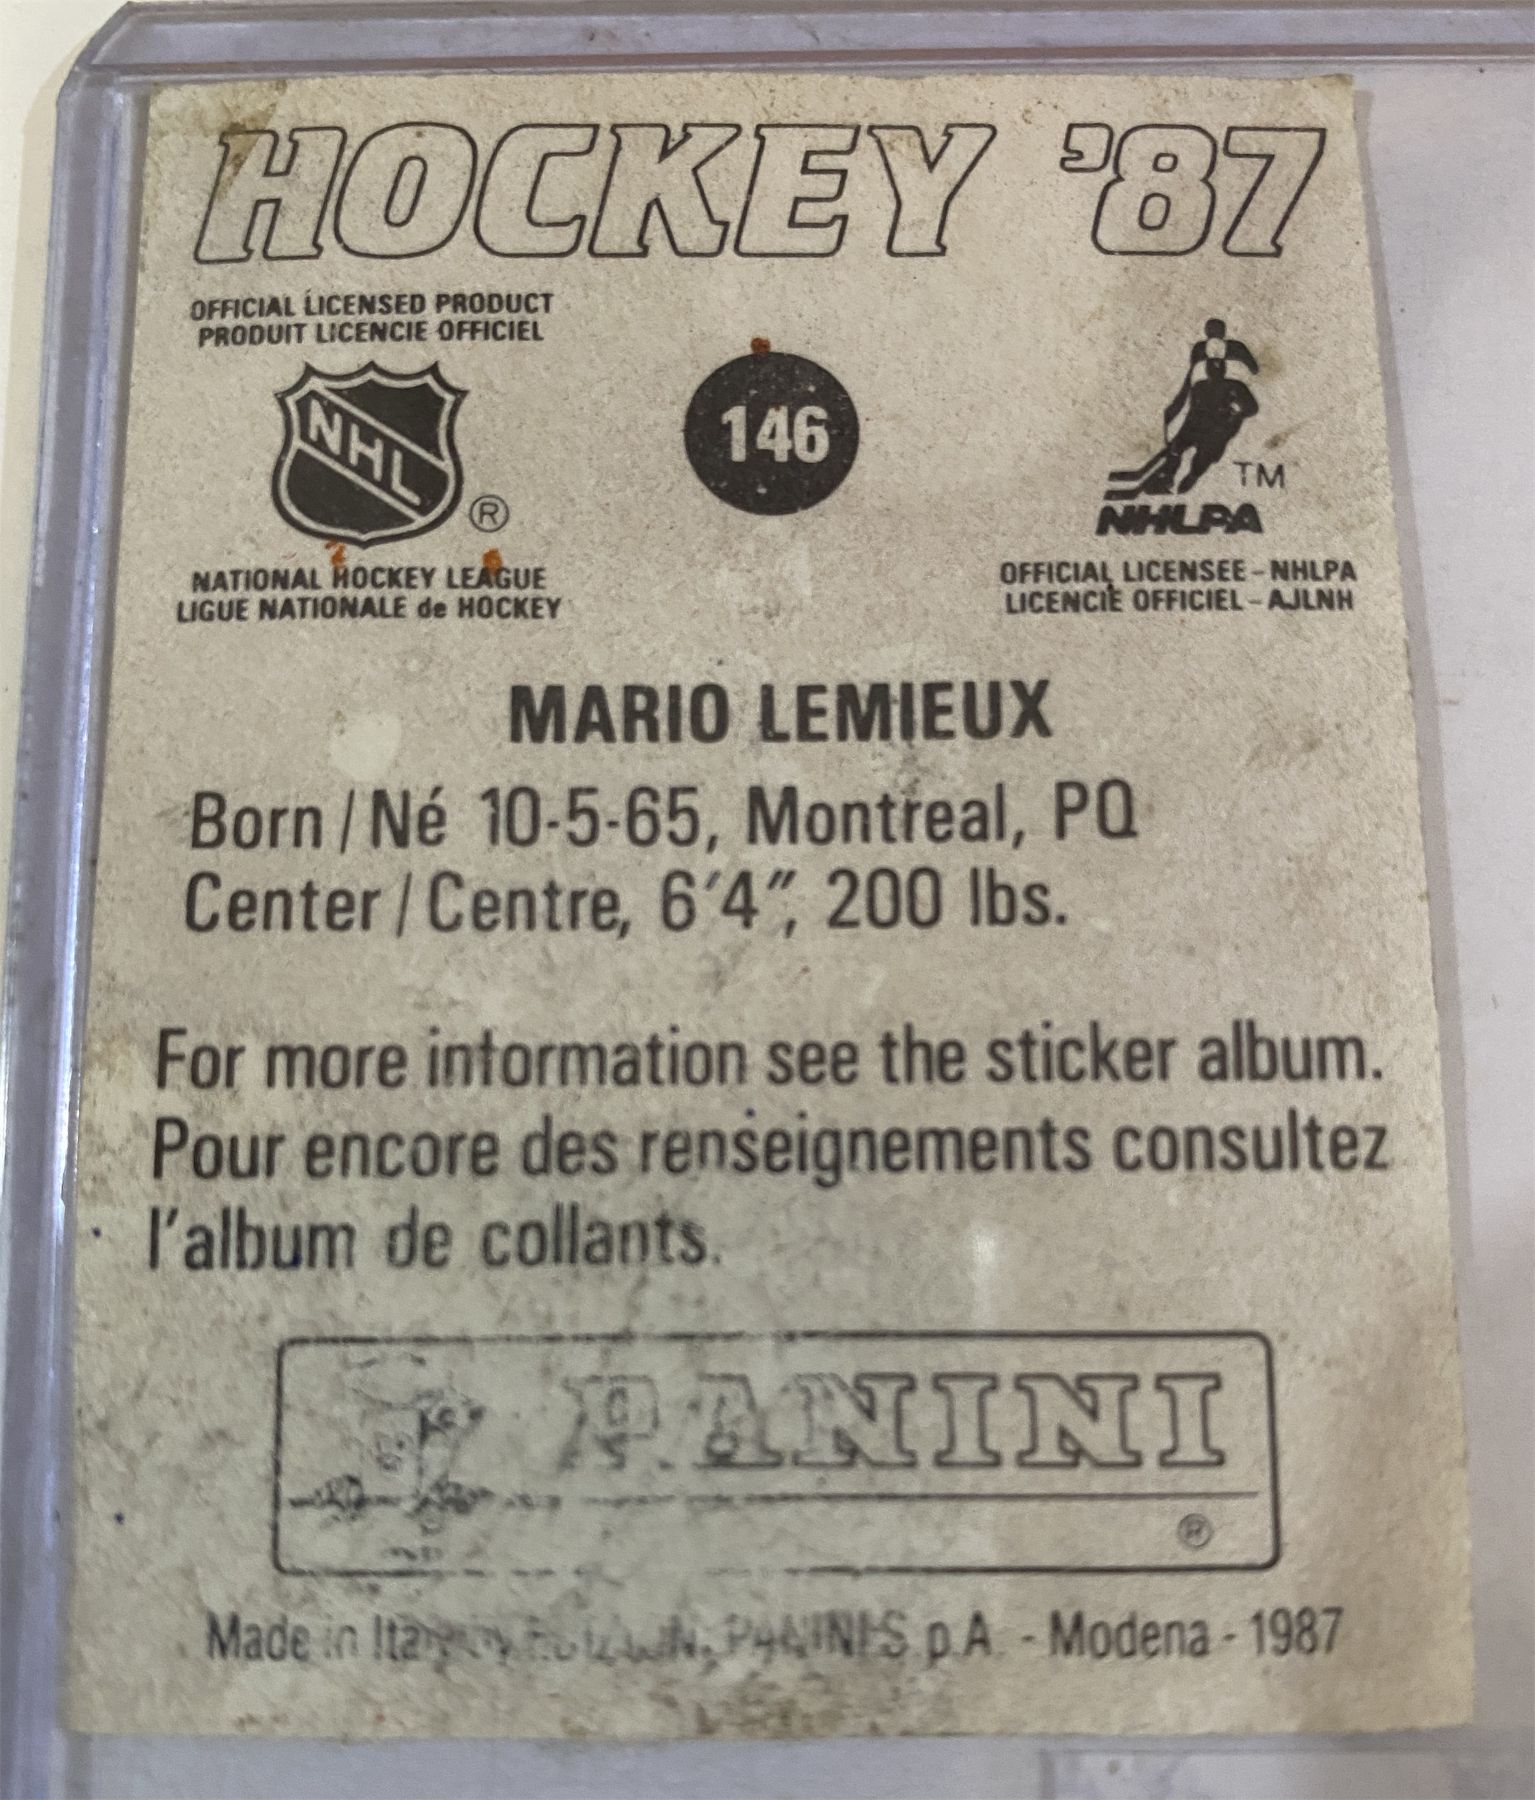 HOCKEY '87
OFFICIAL LICENSED PRODUCT
PRODUIT LICENCIE OFFICIEL
NHL
®
146
TM
NHLPA
NATIONAL HOCKEY LEAGUE
LIGUE NATIONALE de HOCKEY
OFFICIAL LICENSEE - NHLPA
LICENCIE OFFICIEL - AJLNH
MARIO LEMIEUX
Born / Né 10-5-65, Montreal, PQ
Center / Centre, 6'4", 200 lbs.
For more information see the sticker album.
Pour encore des renseignements consultez
l'album de collants.
PANINI
®
Made in Italy PANINI S.p.A. - Modena - 1987